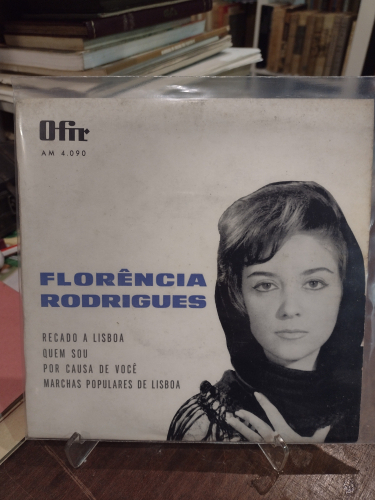 Ofir
AM 4.090
FLORÊNCIA
RODRIGUES
RECADO A LISBOA
QUEM SOU
POR CAUSA DE VOCÊ
MARCHAS POPULARES DE LISBOA